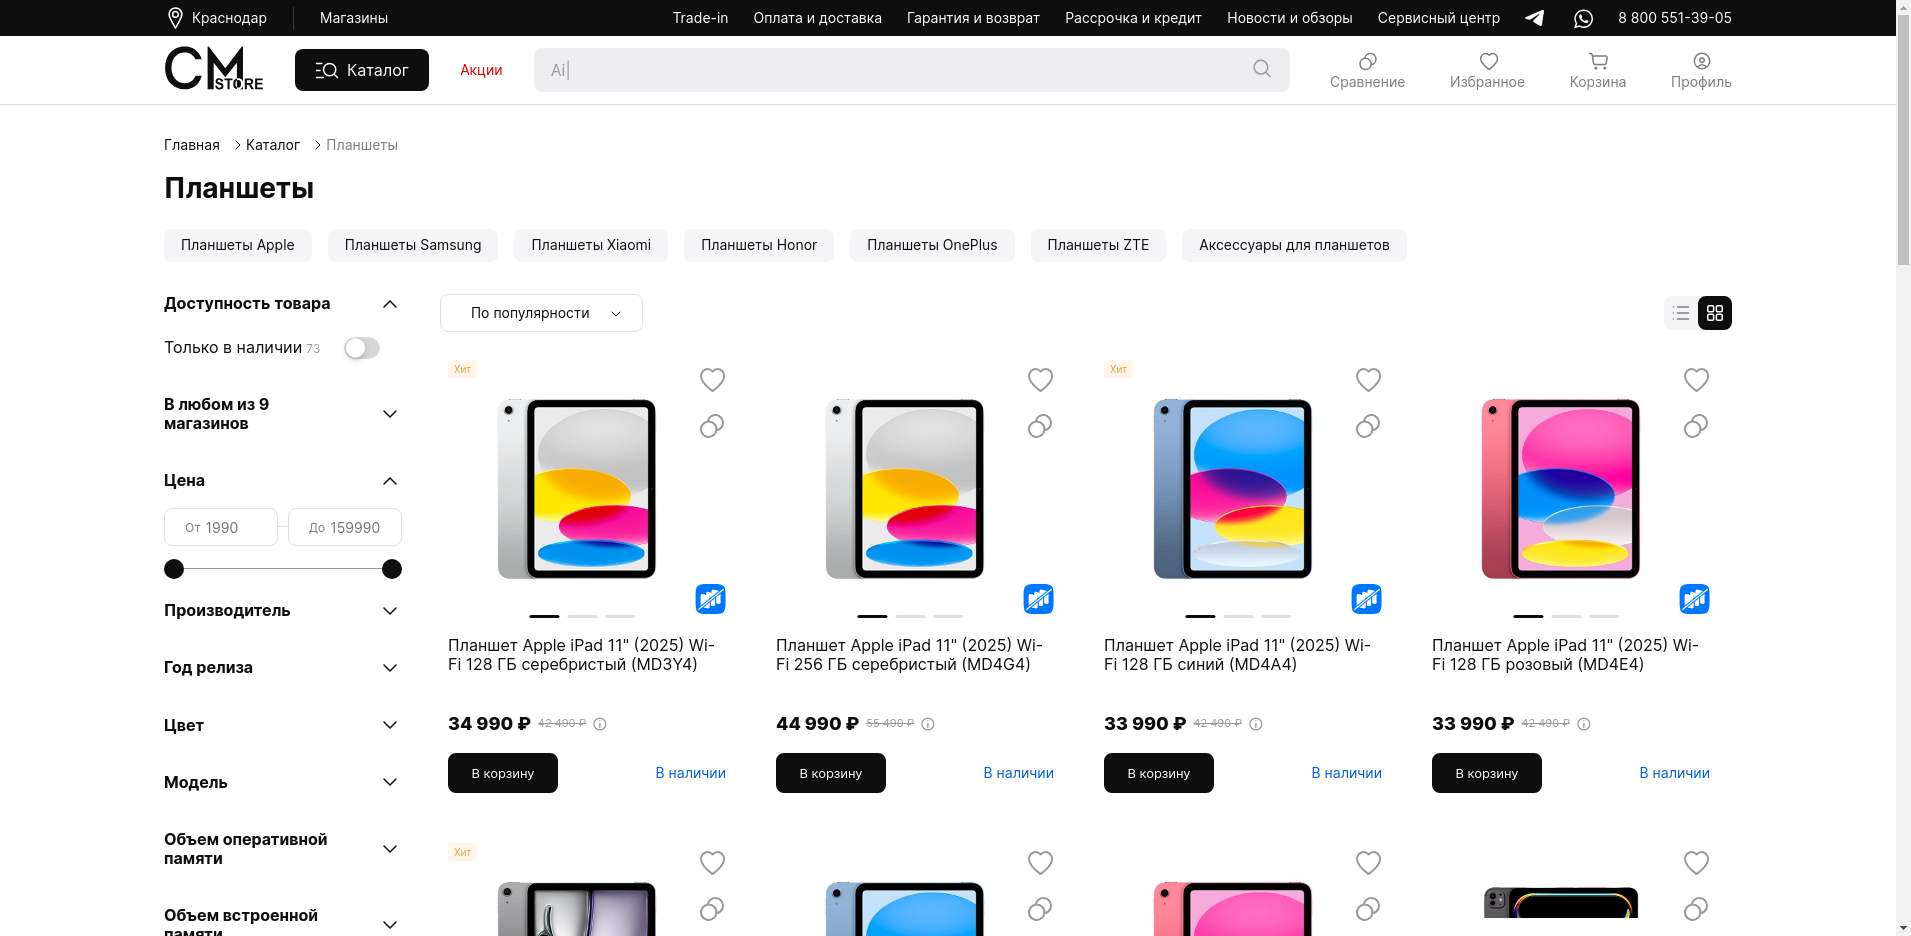 Краснодар
Магазины
Trade-in
Оплата и доставка
Гарантия и возврат
Рассрочка и кредит
Новости и обзоры
Сервисный центр
8 800 551-39-05
CM STORE
Каталог
Акции
Ai|
Сравнение
Избранное
Корзина
Профиль
Главная
Каталог
Планшеты
Планшеты
Планшеты Apple
Планшеты Samsung
Планшеты Xiaomi
Планшеты Honor
Планшеты OnePlus
Планшеты ZTE
Аксессуары для планшетов
Доступность товара
Только в наличии 73
В любом из 9
магазинов
Цена
От 1990
До 159990
Производитель
Год релиза
Цвет
Модель
Объем оперативной
памяти
Объем встроенной
памяти
По популярности
Хит
Планшет Apple iPad 11" (2025) Wi-
Fi 128 ГБ серебристый (MD3Y4)
34 990 ₽ 42 490 ₽
В корзину
В наличии
Планшет Apple iPad 11" (2025) Wi-
Fi 256 ГБ серебристый (MD4G4)
44 990 ₽ 55 490 ₽
В корзину
В наличии
Хит
Планшет Apple iPad 11" (2025) Wi-
Fi 128 ГБ синий (MD4A4)
33 990 ₽ 42 490 ₽
В корзину
В наличии
Планшет Apple iPad 11" (2025) Wi-
Fi 128 ГБ розовый (MD4E4)
33 990 ₽ 42 490 ₽
В корзину
В наличии
Хит